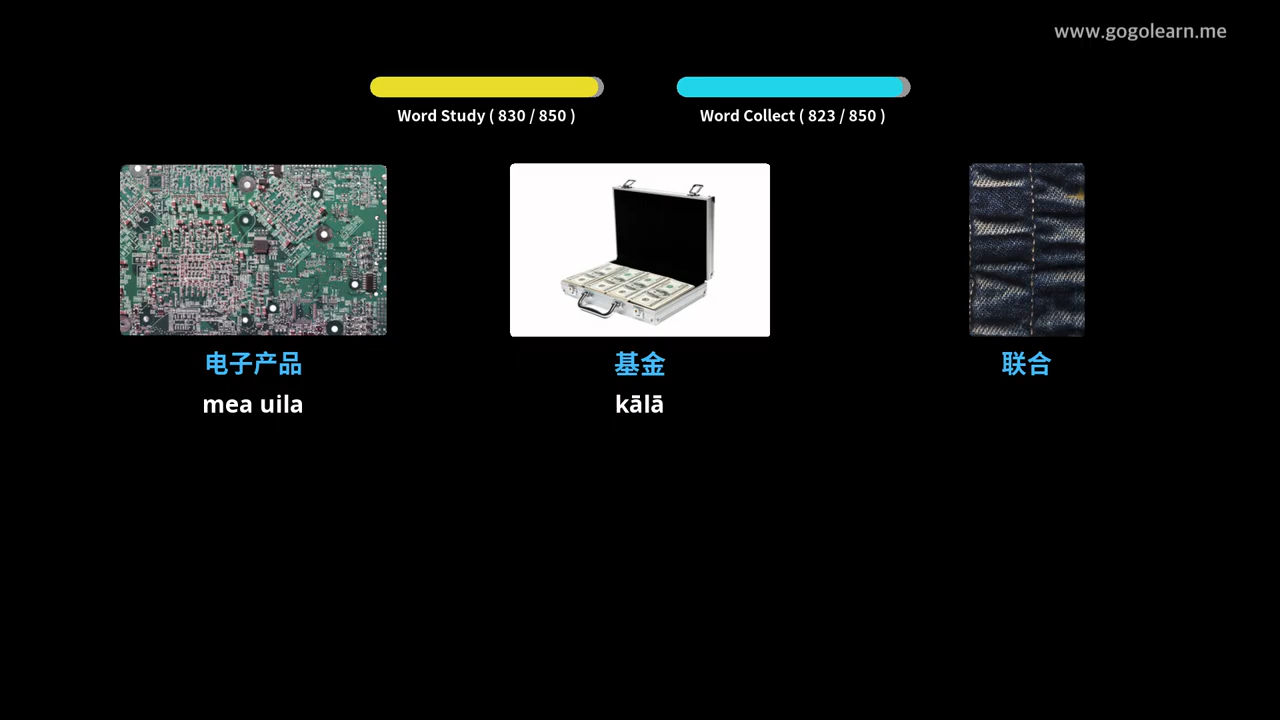 www.gogolearn.me
Word Study ( 830 / 850 )
Word Collect ( 823 / 850 )
电子产品
基金
联合
mea uila
kālā